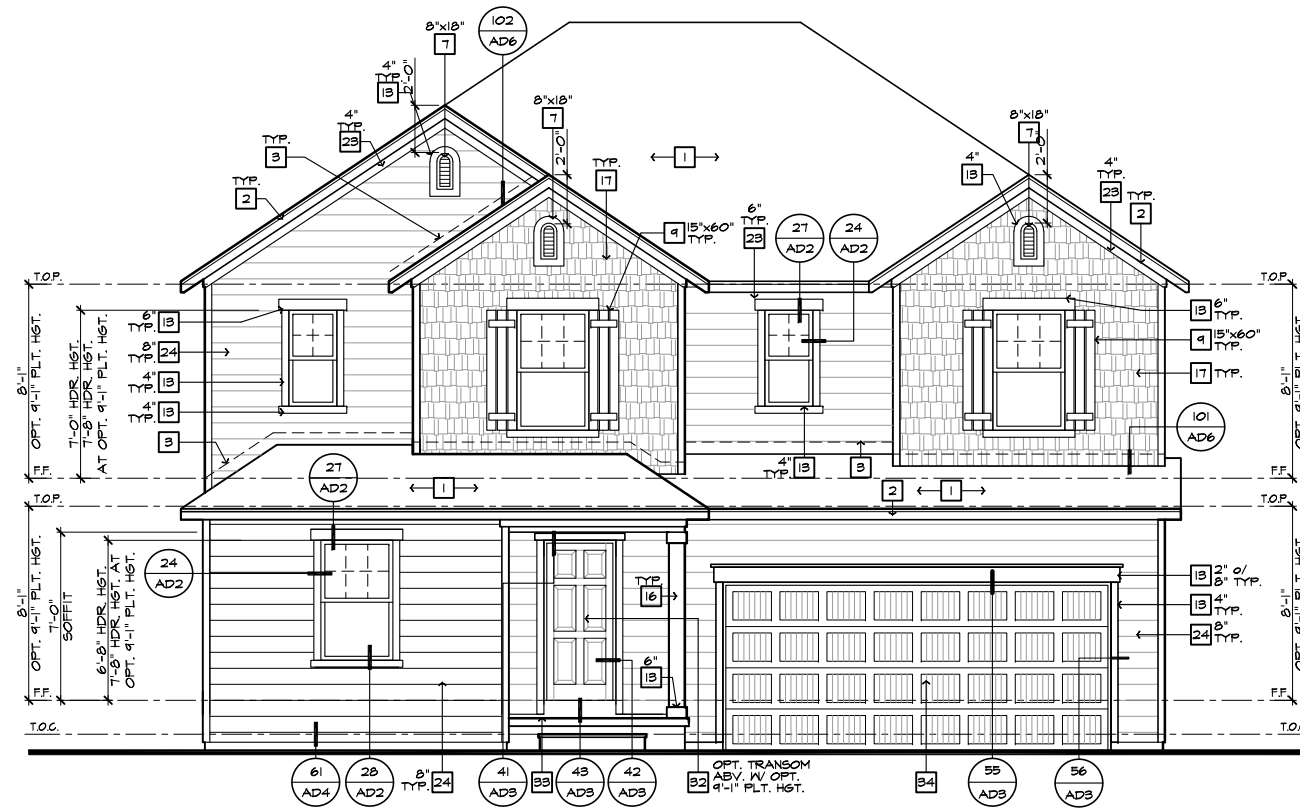 102
AD6
8"x18"
7
4"
TYP.
13
2'-0"
8"x18"
7
2'-0"
8"x18"
7
2'-0"
4"
TYP.
23
TYP.
3
TYP.
2
TYP.
17
1
4"
13
4"
TYP.
23
TYP.
2
9
15"x60"
TYP.
6"
TYP.
23
27
AD2
24
AD2
T.O.P.
T.O.P.
6"
TYP.
13
8"
TYP.
24
4"
TYP.
13
4"
TYP.
13
3
8'-1"
OPT. 9'-1" PLT. HGT.
7'-0" HDR. HGT.
7'-8" HDR. HGT.
AT OPT. 9'-1" PLT. HGT.
13
6"
TYP.
9
15"x60"
TYP.
17
TYP.
8'-1"
101
AD6
F.F.
F.F.
27
AD2
1
4"
TYP.
13
3
2
1
T.O.P.
T.O.P.
24
AD2
8'-1"
OPT. 9'-1" PLT. HGT.
7'-0"
SOFFIT
6'-8" HDR. HGT.
7'-8" HDR. HGT. AT
OPT. 9'-1" PLT. HGT.
TYP.
16
6"
13
13
2" o/
8" TYP.
13
4"
TYP.
24
8"
TYP.
8'-1"
F.F.
F.F.
T.O.C.
61
AD4
28
AD2
8"
TYP.
24
41
AD3
33
43
AD3
42
AD3
32
OPT. TRANSOM
ABV. W/ OPT.
9'-1" PLT. HGT.
34
55
AD3
56
AD3